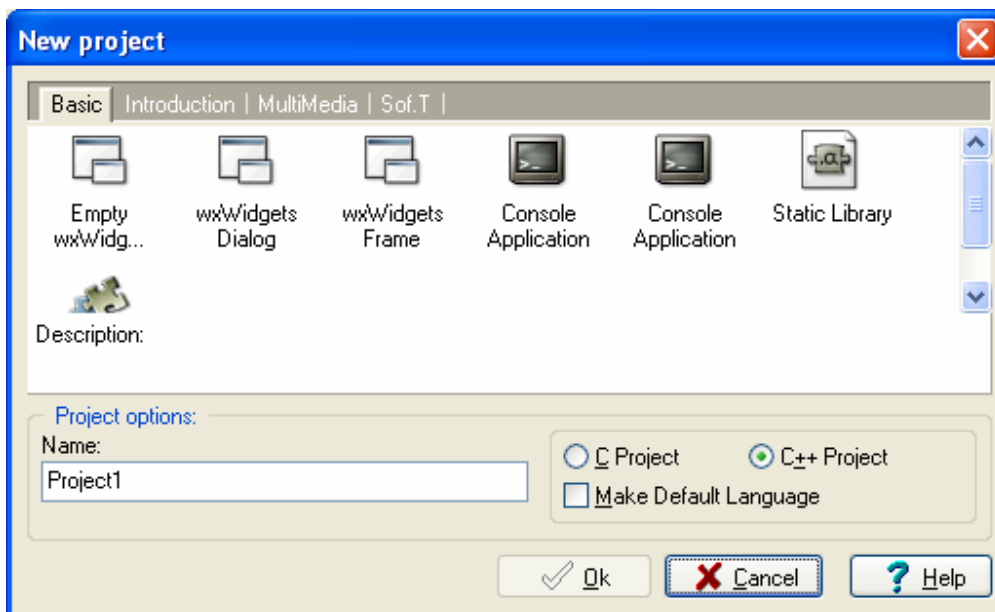 New project
Basic Introduction | MultiMedia | Sof.T |
Empty wxWidgets wxWidgets Console Console Static Library
wxWidg... Dialog Frame Application Application
Description:
Project options:
Name:
Project1
C Project C++ Project
Make Default Language
Ok Cancel Help